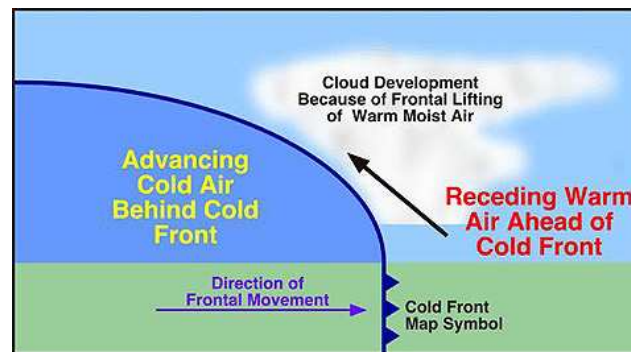 Cloud Development
Because of Frontal Lifting
of Warm Moist Air
Advancing
Cold Air
Behind Cold
Front
Receding Warm
Air Ahead of
Cold Front
Direction of
Frontal Movement
Cold Front
Map Symbol